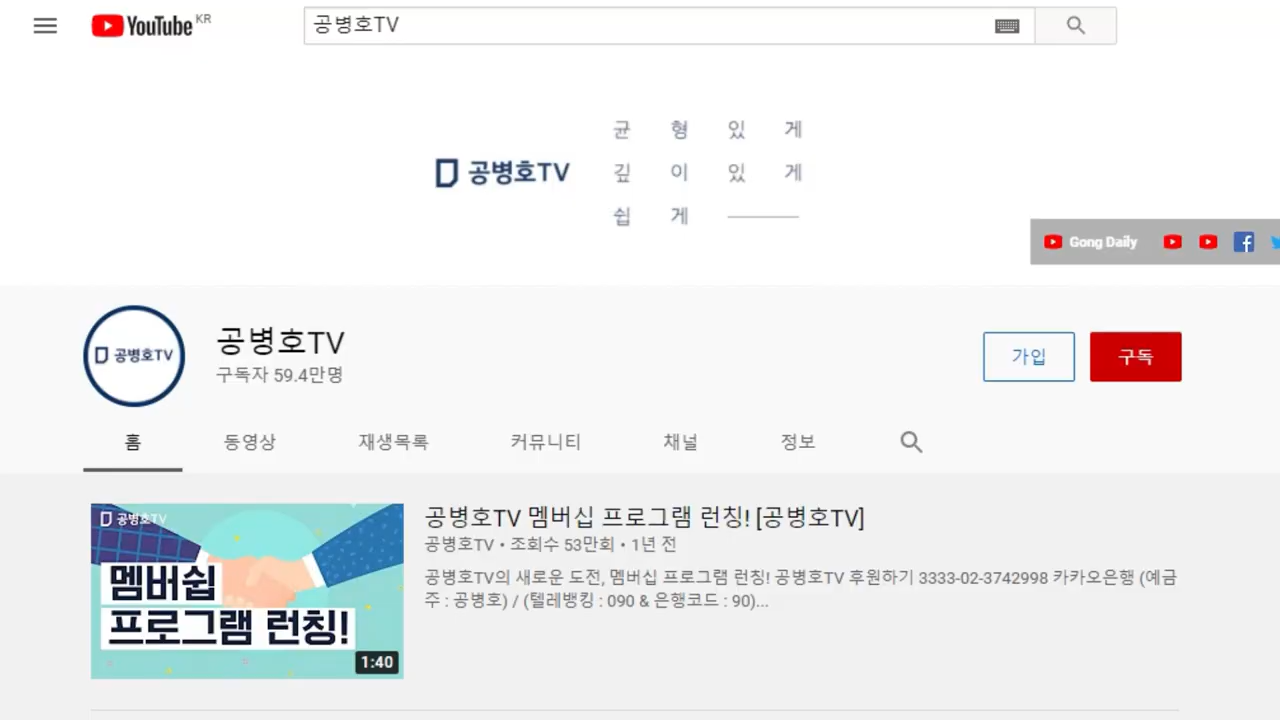 YouTube KR
공병호TV
균형있게
공병호TV
깊이있게
쉽게
Gong Daily
공병호TV
공병호TV
구독자 59.4만명
가입
구독
홈
동영상
재생목록
커뮤니티
채널
정보
공병호TV
멤버쉽
프로그램 런칭!
1:40
공병호TV 멤버십 프로그램 런칭! [공병호TV]
공병호TV • 조회수 53만회 • 1년 전
공병호TV의 새로운 도전, 멤버십 프로그램 런칭! 공병호TV 후원하기 3333-02-3742998 카카오은행 (예금
주 : 공병호) / (텔레뱅킹 : 090 & 은행코드 : 90)...